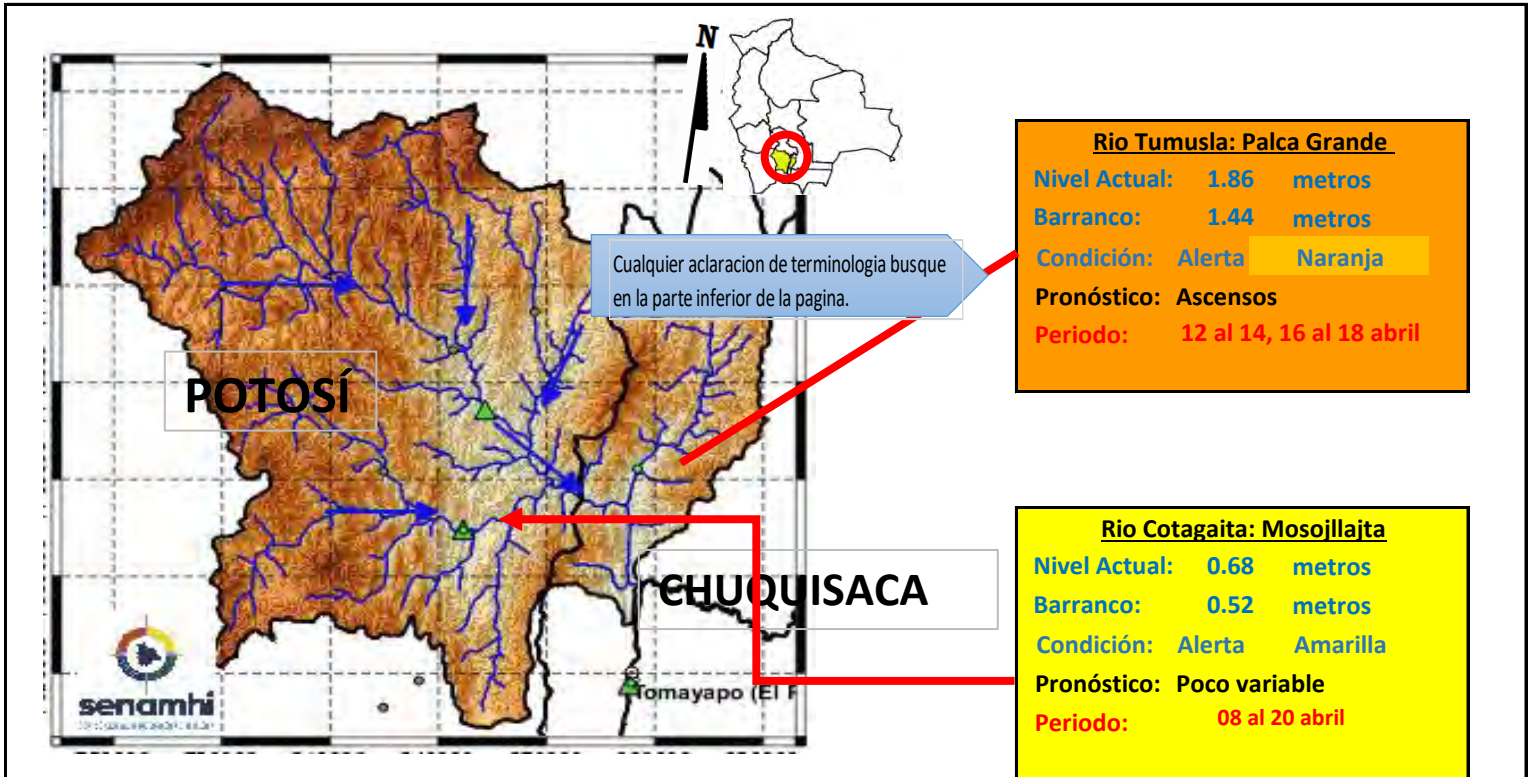 N
Cualquier aclaracion de terminologia busque
en la parte inferior de la pagina.
POTOSÍ
CHUQUISACA
Tomayapo (El
senamhi
Rio Tumusla: Palca Grande
Nivel Actual: 1.86 metros
Barranco: 1.44 metros
Condición: Alerta Naranja
Pronóstico: Ascensos
Periodo: 12 al 14, 16 al 18 abril
Rio Cotagaita: Mosojllajta
Nivel Actual: 0.68 metros
Barranco: 0.52 metros
Condición: Alerta Amarilla
Pronóstico: Poco variable
Periodo: 08 al 20 abril